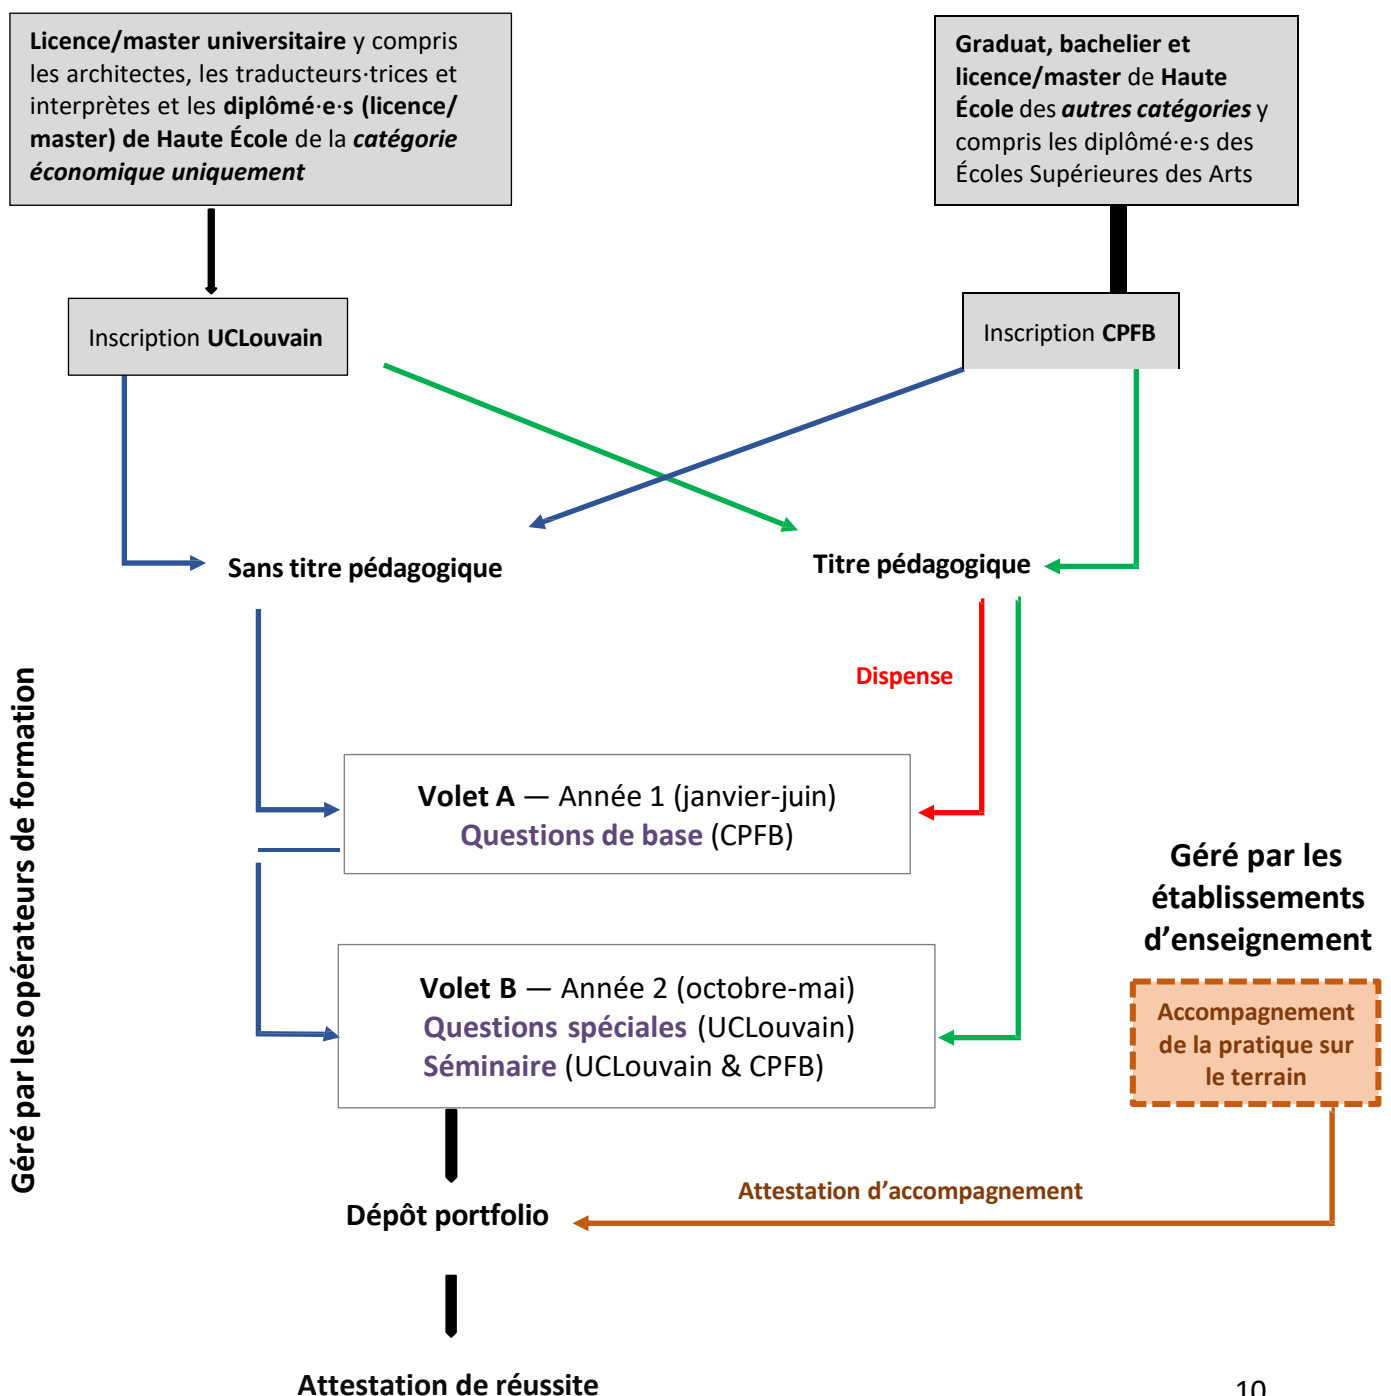 Licence/master universitaire y compris
les architectes, les traducteurs·trices et
interprètes et les diplômé·e·s (licence/
master) de Haute École de la catégorie
économique uniquement
Graduat, bachelier et
licence/master de Haute
École des autres catégories y
compris les diplômé·e·s des
Écoles Supérieures des Arts
Inscription UCLouvain
Inscription CPFB
Sans titre pédagogique
Titre pédagogique
Dispense
Géré par les opérateurs de formation
Volet A — Année 1 (janvier-juin)
Questions de base (CPFB)
Géré par les
établissements
d’enseignement
Volet B — Année 2 (octobre-mai)
Questions spéciales (UCLouvain)
Séminaire (UCLouvain & CPFB)
Accompagnement
de la pratique sur
le terrain
Attestation d’accompagnement
Dépôt portfolio
Attestation de réussite
10